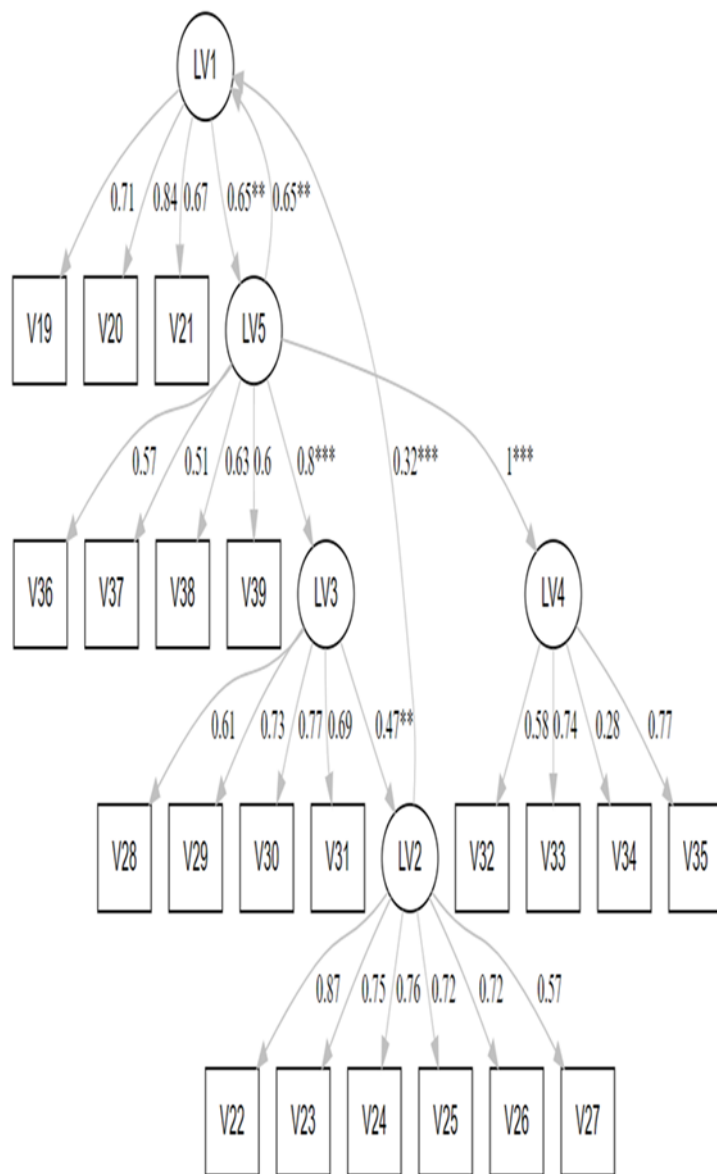 LV1
0.71 0.84 0.67 0.65** 0.65**
V19 V20 V21 LV5
0.57 0.51 0.63 0.6 0.8*** 0.32*** 1***
V36 V37 V38 V39 LV3 LV4
0.61 0.73 0.77 0.69 0.47** 0.58 0.74 0.28 0.77
V28 V29 V30 V31 LV2 V32 V33 V34 V35
0.87 0.75 0.76 0.72 0.72 0.57
V22 V23 V24 V25 V26 V27